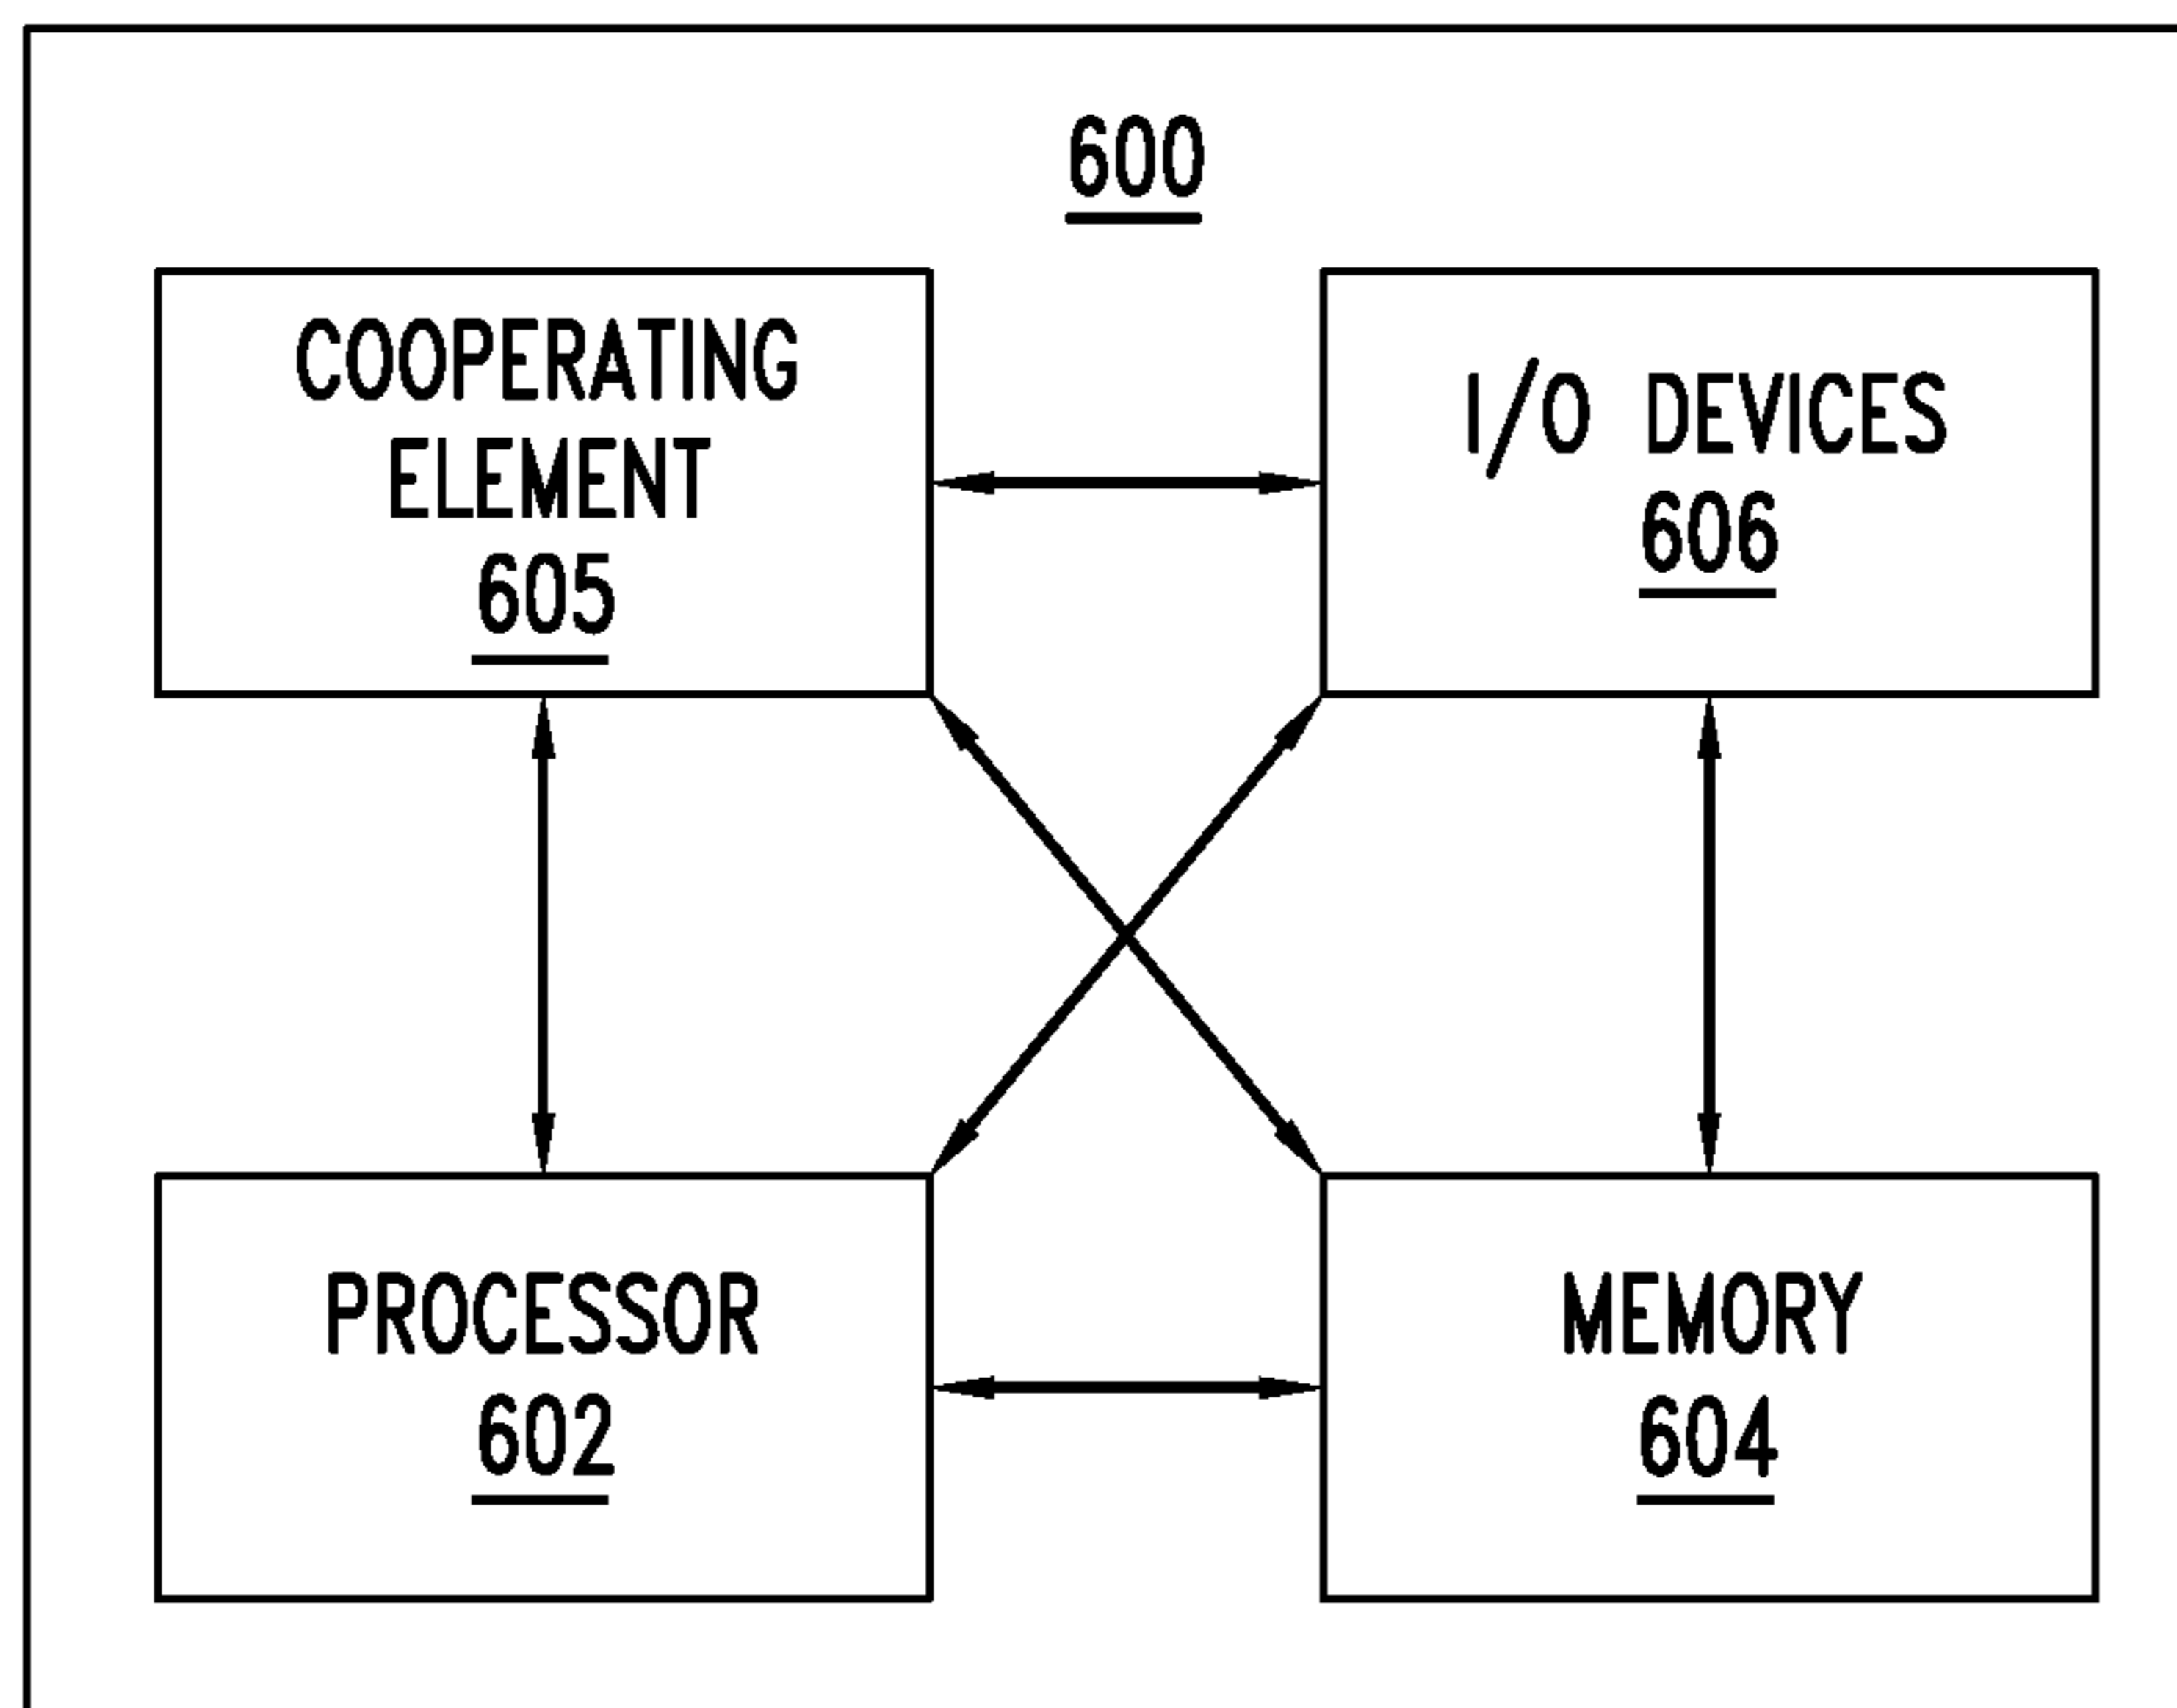 600
COOPERATING
ELEMENT
605
I/O DEVICES
606
PROCESSOR
602
MEMORY
604